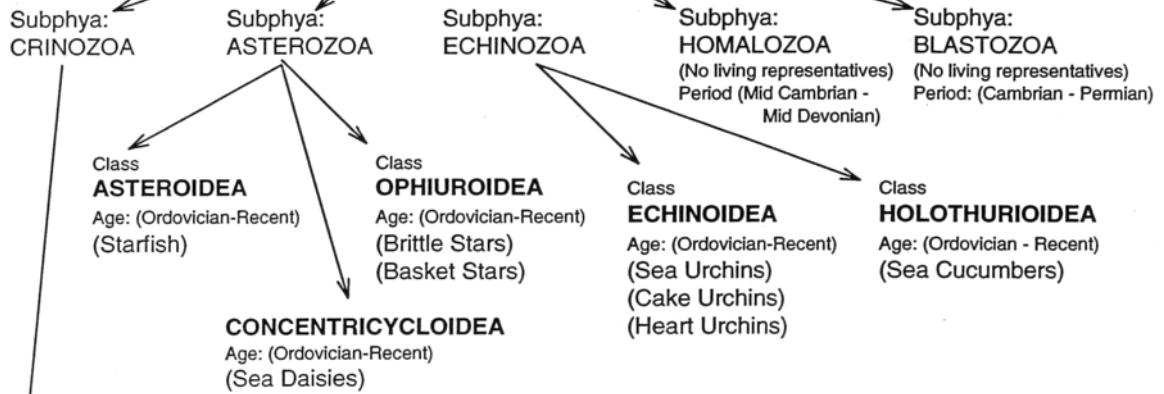 Subphya:
CRINOZOA
Subphya:
ASTEROZOA
Subphya:
ECHINOZOA
Subphya:
HOMALOZOA
(No living representatives)
Period (Mid Cambrian -
Mid Devonian)
Subphya:
BLASTOZOA
(No living representatives)
Period: (Cambrian - Permian)
Class
ASTEROIDEA
Age: (Ordovician-Recent)
(Starfish)
Class
OPHIUROIDEA
Age: (Ordovician-Recent)
(Brittle Stars)
(Basket Stars)
Class
ECHINOIDEA
Age: (Ordovician-Recent)
(Sea Urchins)
(Cake Urchins)
(Heart Urchins)
Class
HOLOTHURIOIDEA
Age: (Ordovician - Recent)
(Sea Cucumbers)
CONCENTRICYCLOIDEA
Age: (Ordovician-Recent)
(Sea Daisies)